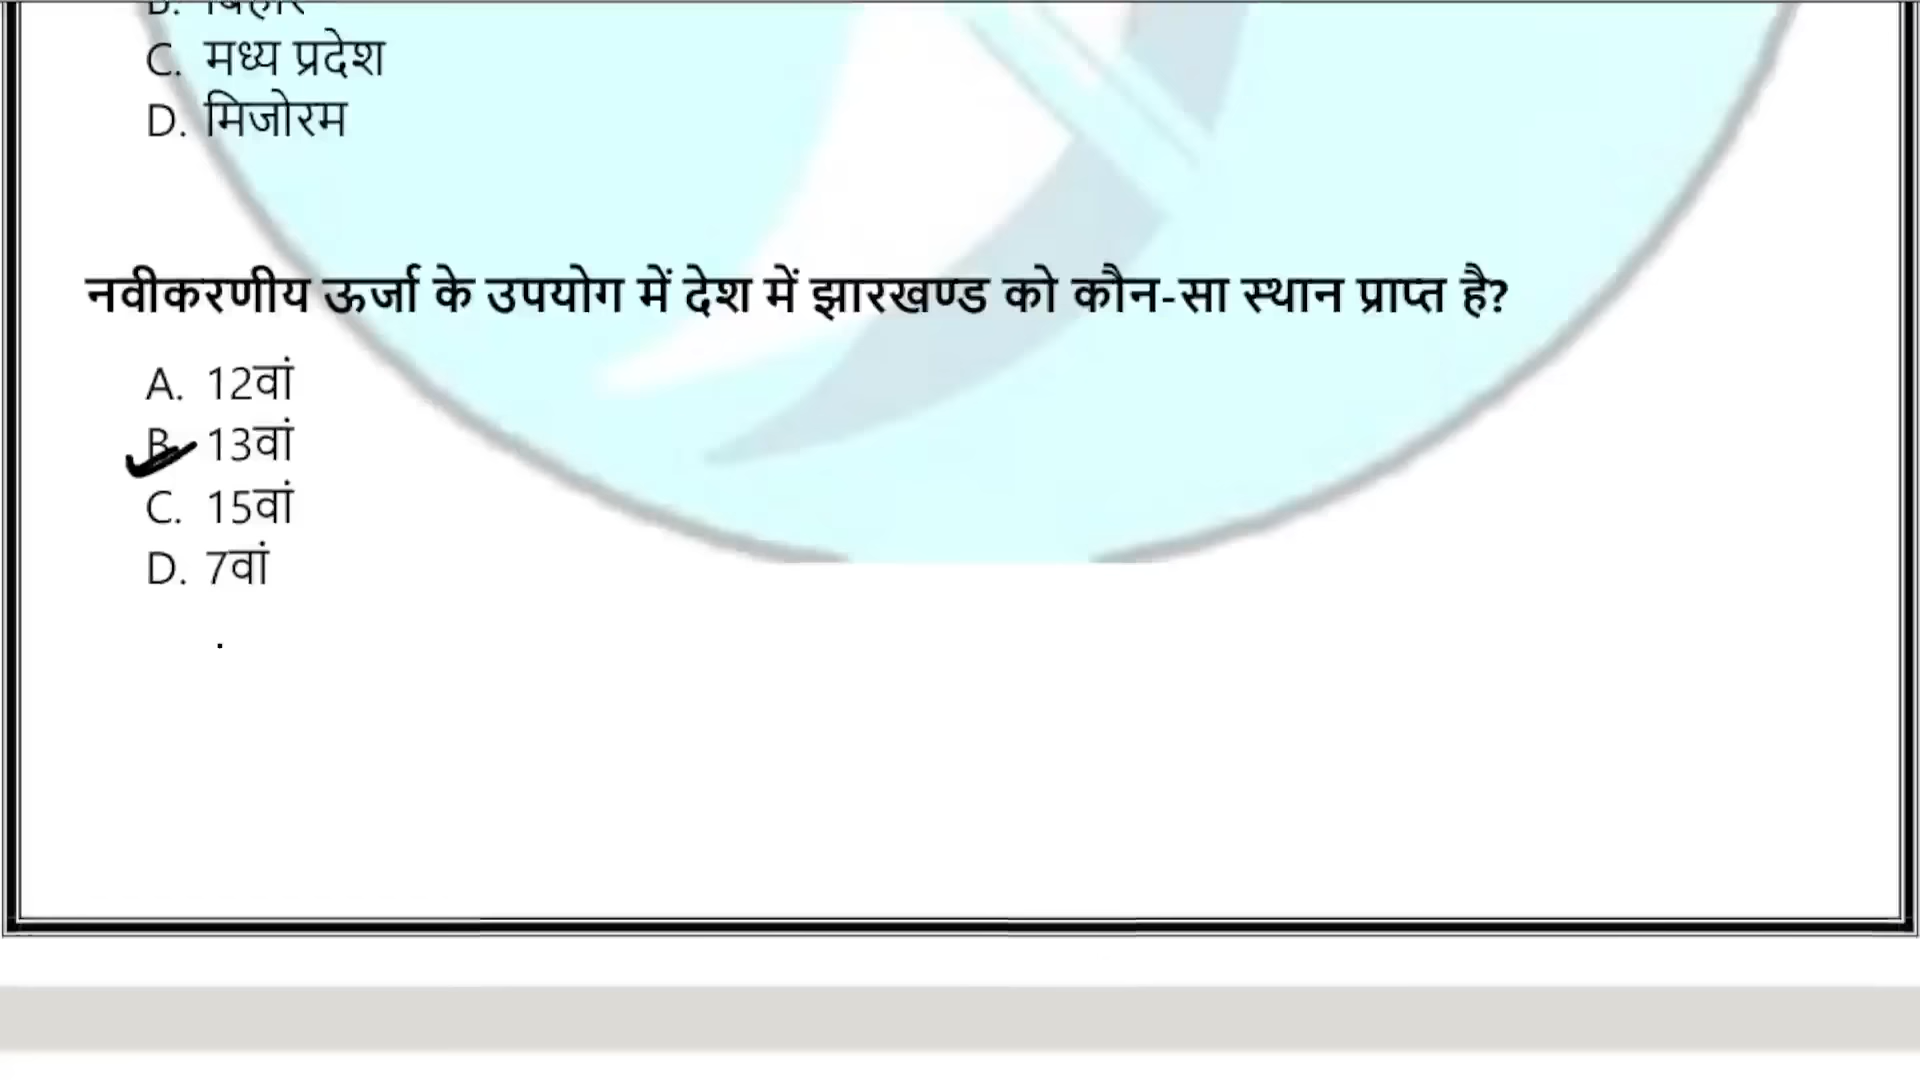 B. बिहार
C. मध्य प्रदेश
D. मिजोरम
नवीकरणीय ऊर्जा के उपयोग में देश में झारखण्ड को कौन-सा स्थान प्राप्त है?
A. 12वां
B. 13वां
C. 15वां
D. 7वां
.